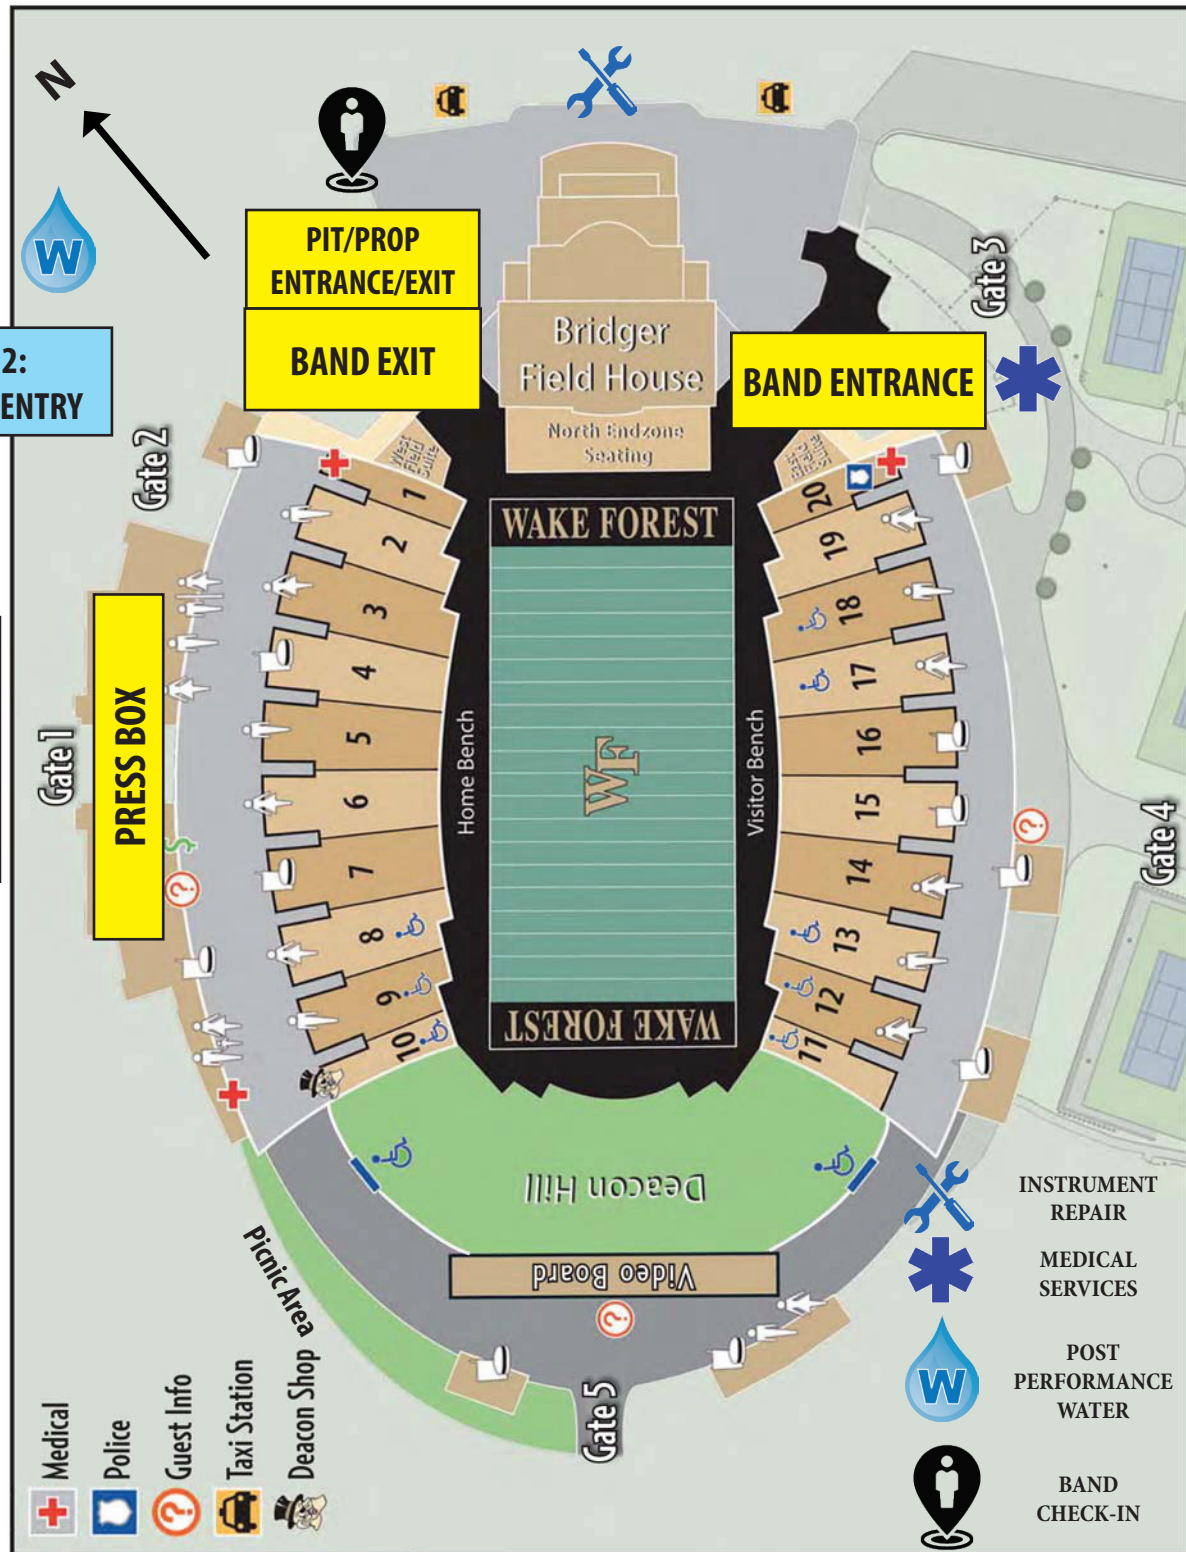 N
W
PIT/PROP
ENTRANCE/EXIT
BAND EXIT
2:
ENTRY
Bridger
Field House
North Endzone
Seating
BAND ENTRANCE
Gate 3
Gate 2
West
Field
Suite
1
2
3
4
5
6
7
8
9
10
20
19
18
17
16
15
14
13
12
11
WAKE FOREST
WF
WAKE FOREST
Home Bench
Visitor Bench
Gate 1
PRESS BOX
$
?
?
Gate 4
Deacon Hill
Video Board
?
Picnic Area
Gate 5
Medical
Police
? Guest Info
Taxi Station
Deacon Shop
INSTRUMENT
REPAIR
MEDICAL
SERVICES
W
POST
PERFORMANCE
WATER
BAND
CHECK-IN